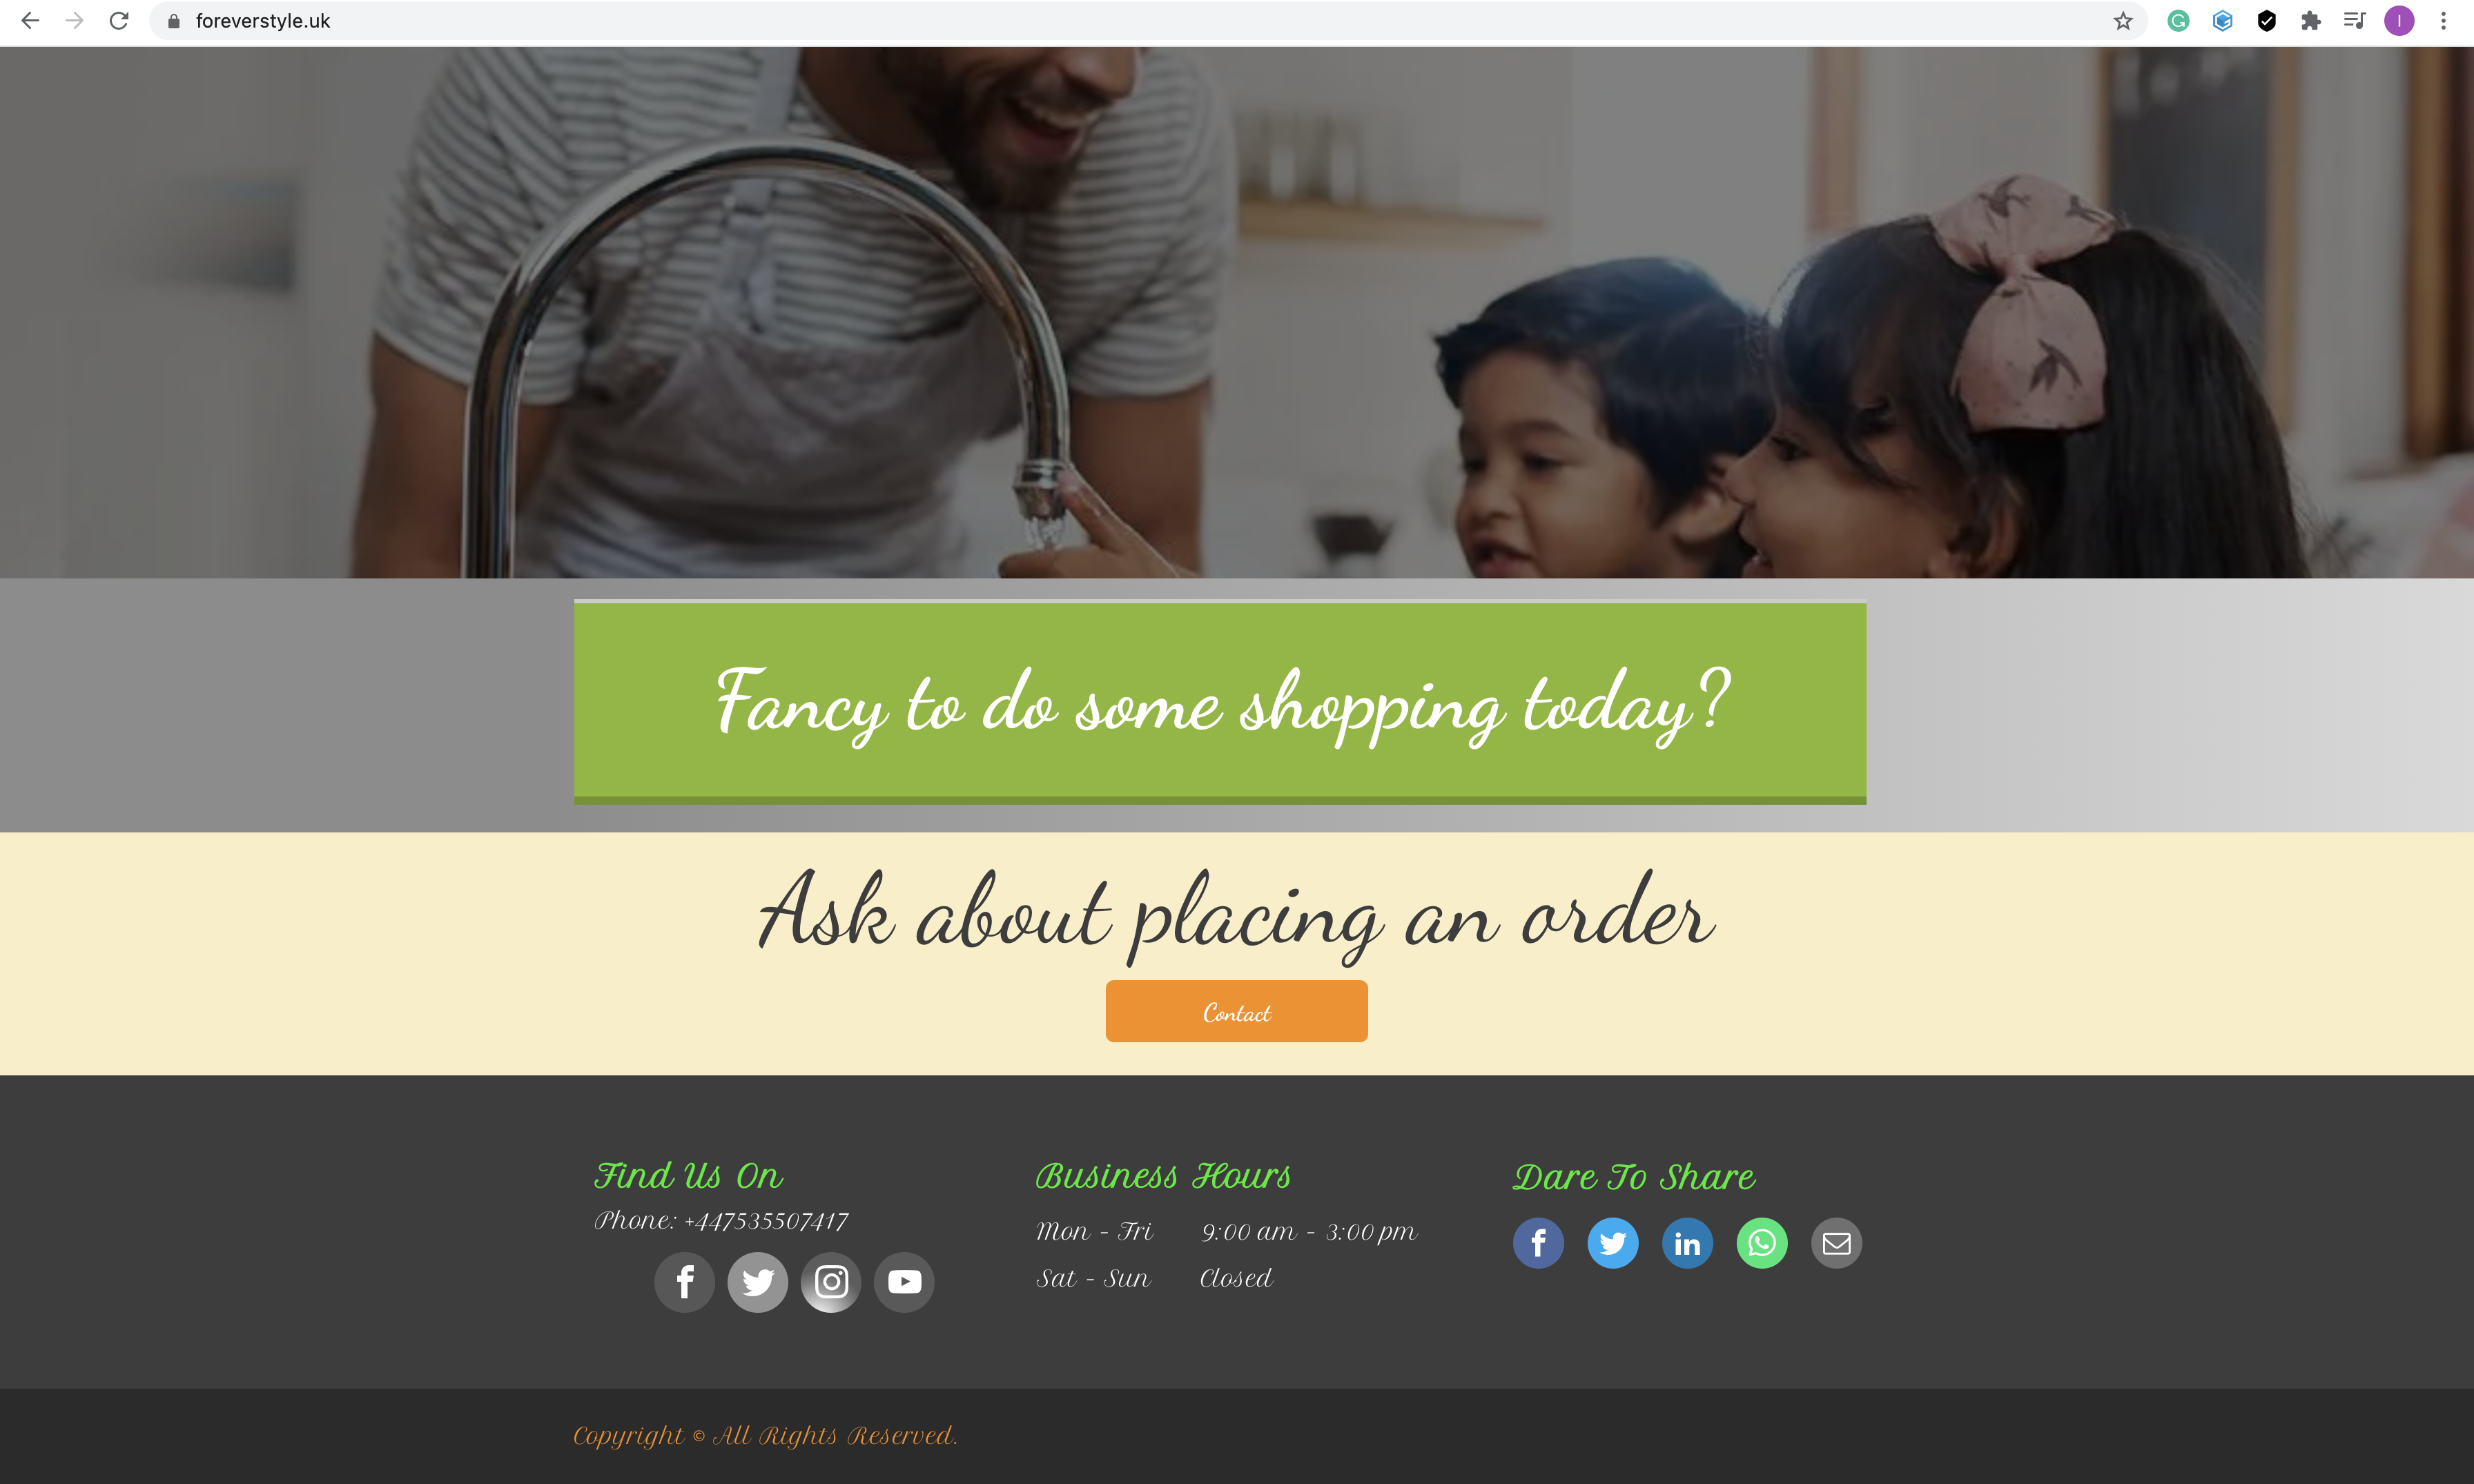 foreverstyle.uk
I
Fancy to do some shopping today?
Ask about placing an order
Contact
Find Us On
Phone: +447535507417
Business Hours
Mon - Fri 9:00 am - 3:00 pm
Sat - Sun Closed
Dare To Share
Copyright © All Rights Reserved.